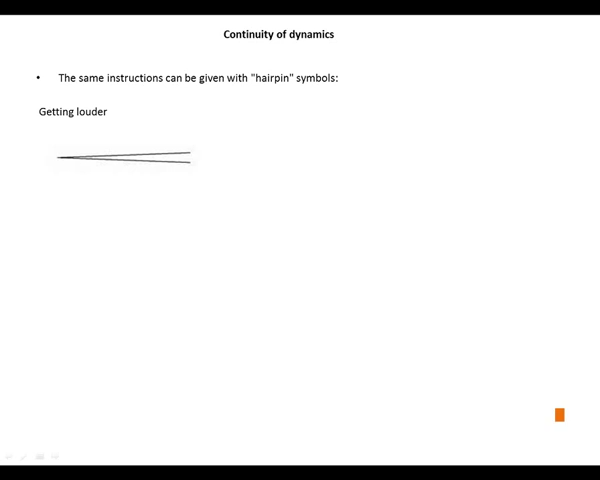 Continuity of dynamics
• The same instructions can be given with "hairpin" symbols:
Getting louder